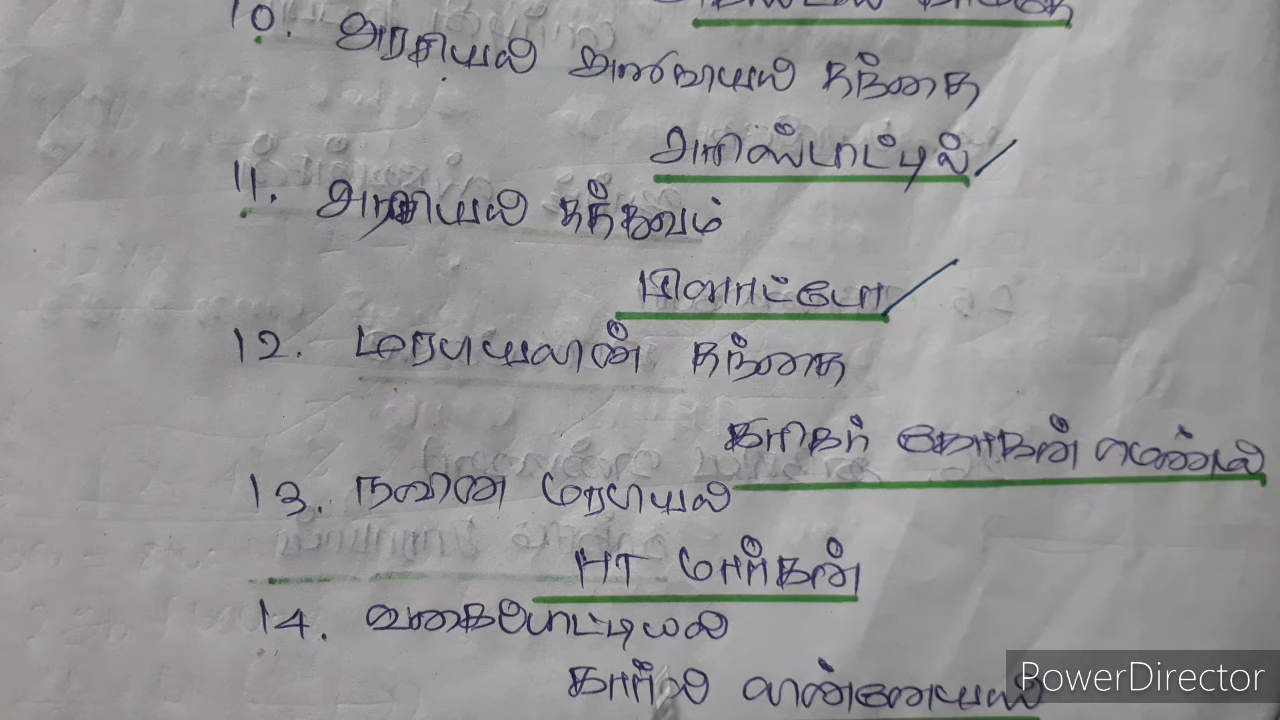 10. அரசியல் அறிவியல் தந்தை
அரிஸ்டாட்டில்
11. அரசியல் தத்துவம்
பிளாட்டோ
12. மரபியலின் தந்தை
கிரிகர் ஜோகன் மெண்டல்
13. நவின மரபியல்
HT மார்கன்
14. வகைபாட்டியல்
கார்ல் லின்னேயஸ்
PowerDirector